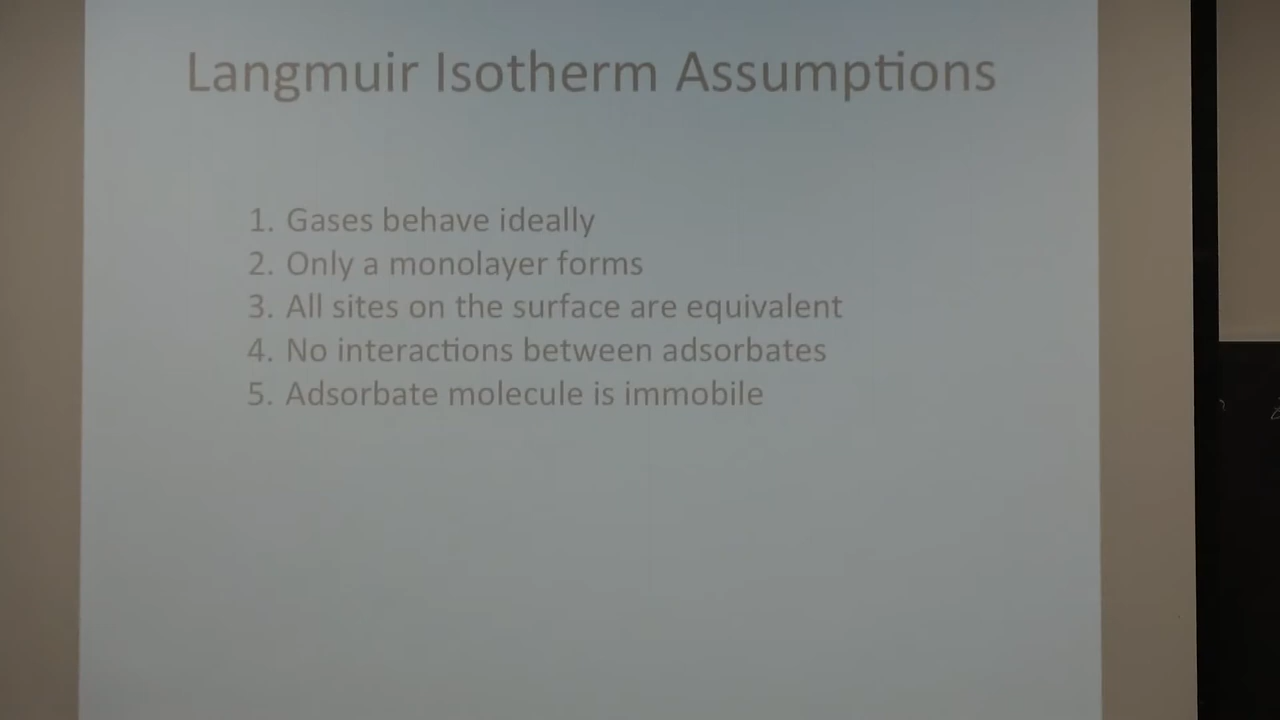 Langmuir Isotherm Assumptions
1. Gases behave ideally
2. Only a monolayer forms
3. All sites on the surface are equivalent
4. No interactions between adsorbates
5. Adsorbate molecule is immobile